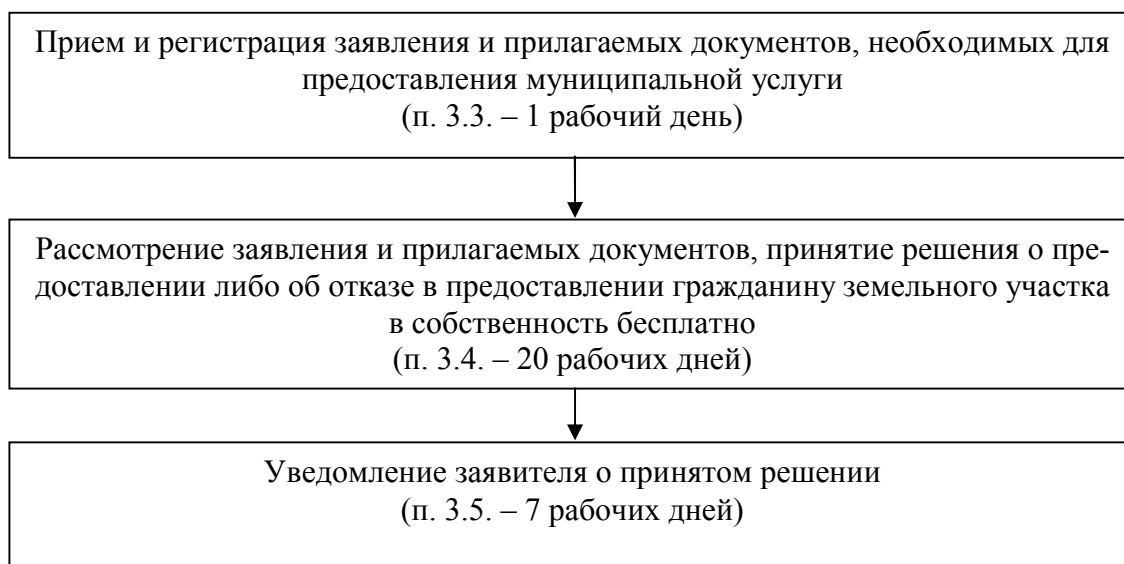 Прием и регистрация заявления и прилагаемых документов, необходимых для
предоставления муниципальной услуги
(п. 3.3. – 1 рабочий день)
Рассмотрение заявления и прилагаемых документов, принятие решения о пре-
доставлении либо об отказе в предоставлении гражданину земельного участка
в собственность бесплатно
(п. 3.4. – 20 рабочих дней)
Уведомление заявителя о принятом решении
(п. 3.5. – 7 рабочих дней)